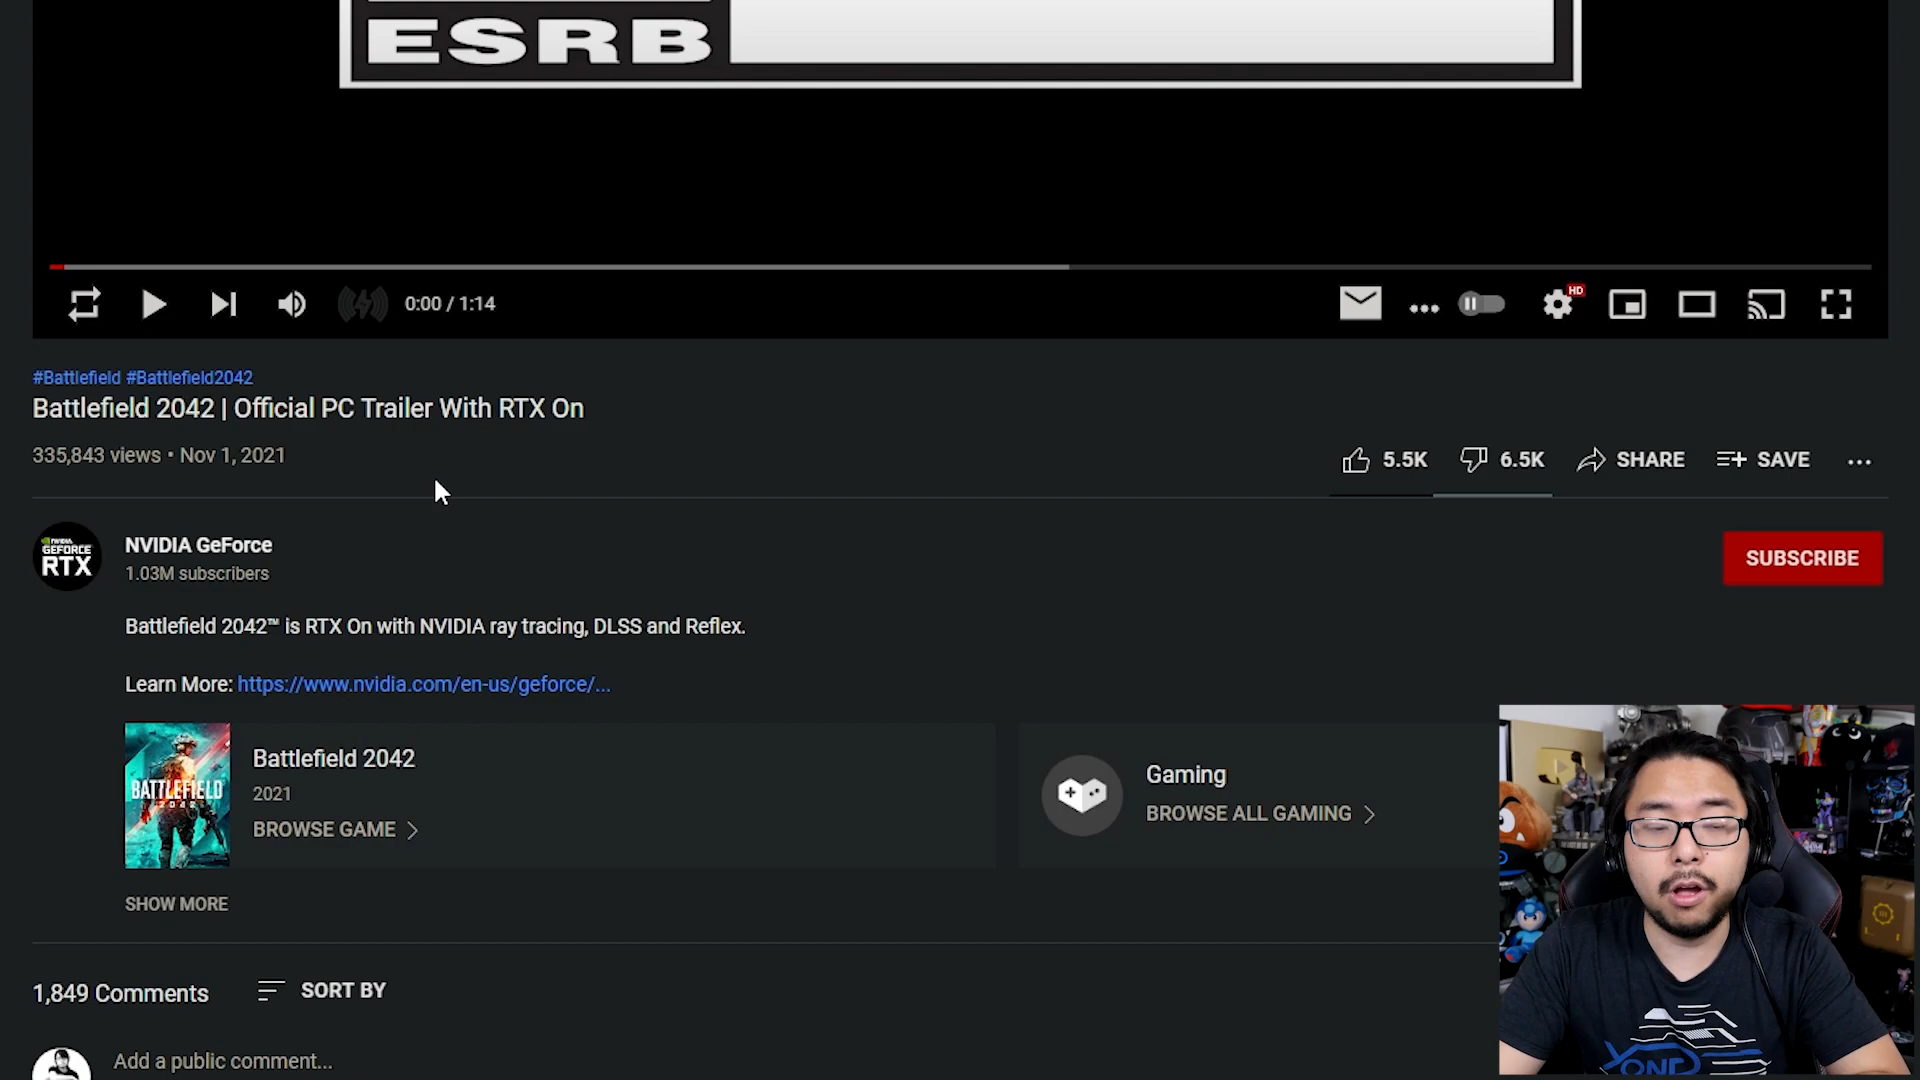 ESRB
0:00 / 1:14
HD
#Battlefield #Battlefield2042
Battlefield 2042 | Official PC Trailer With RTX On
335,843 views • Nov 1, 2021
5.5K
6.5K
SHARE
SAVE
NVIDIA
GEFORCE
RTX
NVIDIA GeForce
1.03M subscribers
SUBSCRIBE
Battlefield 2042™ is RTX On with NVIDIA ray tracing, DLSS and Reflex.
Learn More: https://www.nvidia.com/en-us/geforce/...
BATTLEFIELD
2042
Battlefield 2042
2021
BROWSE GAME
Gaming
BROWSE ALL GAMING
SHOW MORE
1,849 Comments
SORT BY
Add a public comment...